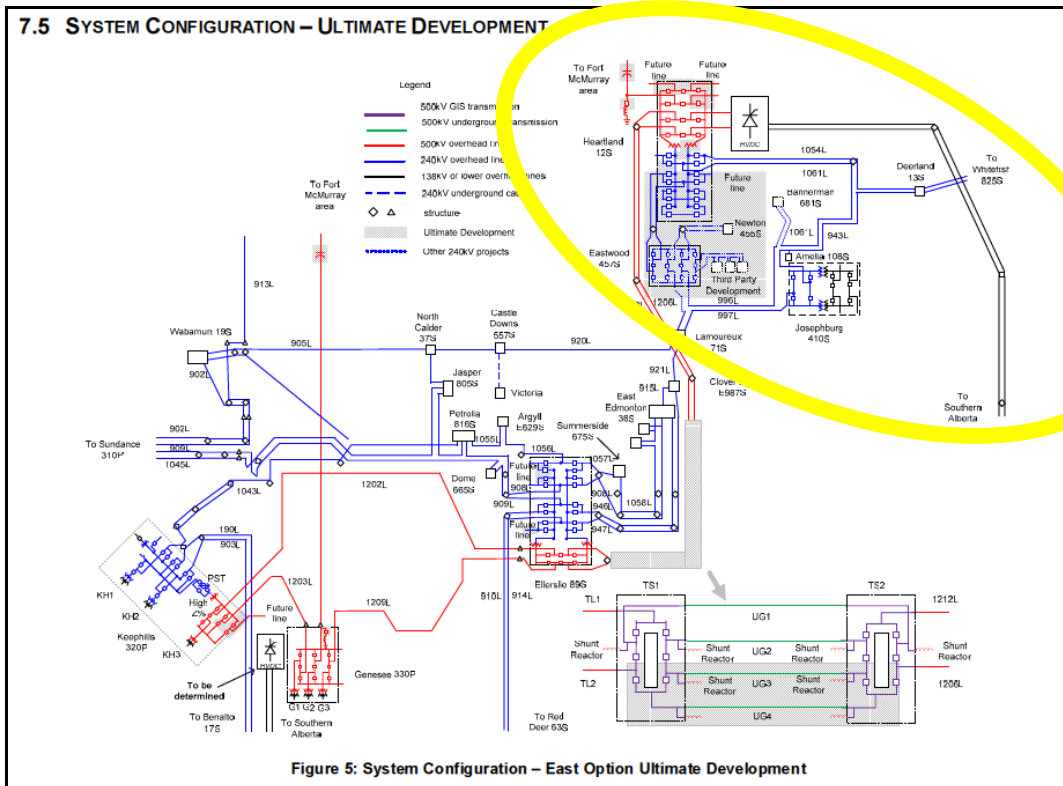 7.5 SYSTEM CONFIGURATION – ULTIMATE DEVELOPMENT
Legend
500kV GIS transmission
500kV underground transmission
500kV overhead
240kV overhead
138kV or lower
240kV underground
structure
Ultimate Development
Other 240kV projects
To Fort
McMurray
area
Future
line
Future
line
Heartland
12S
HVDC
1054L
1061L
Deerland
13S
To
Whitefish
825S
Future
line
Bannerman
681S
Newton
455S
1061L
943L
Eastwood
457S
Amelia 108S
Third Party
Development
1206L
996L
997L
Josephburg
410S
Lamoureux
71S
To
Southern
Alberta
To Fort
McMurray
area
913L
Wabamun 19S
905L
North
Calder
37S
Castle
Downs
557S
920L
902L
Jasper
805S
Victoria
921L
915L
E987S
East
Edmonton
38S
Petrolia
816S
Argyll
E629S
Summerside
675S
902L
To Sundance
310P
909L
1045L
1055L
1056L
1057L
Dome
665S
Future
line
908L
909L
908L
946L
947L
1058L
1043L
1202L
Future
line
190L
903L
KH1
KH2
KH3
Keephills
320P
PST
High
Z%
1203L
Future
line
1209L
Ellerslie 89S
910L
914L
HVDC
Genesee 330P
G1 G2 G3
To be
determined
To Benalto
17S
To Southern
Alberta
To Red
Deer 63S
TS1
TS2
TL1
UG1
1212L
Shunt
Reactor
UG2
Shunt
Reactor
Shunt
Reactor
Shunt
Reactor
TL2
Shunt
Reactor
UG3
Shunt
Reactor
1206L
UG4
Figure 5: System Configuration – East Option Ultimate Development